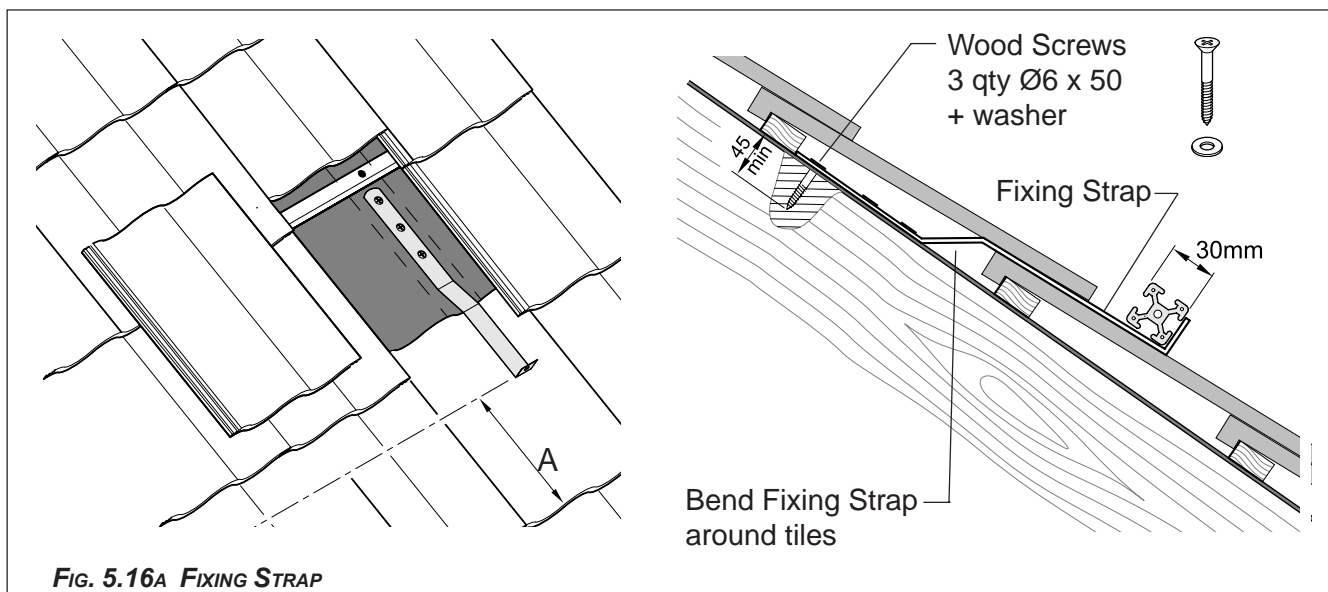 Wood Screws
3 qty Ø6 x 50
+ washer
45
min
Fixing Strap
30mm
A
Bend Fixing Strap
around tiles
FIG. 5.16A FIXING STRAP